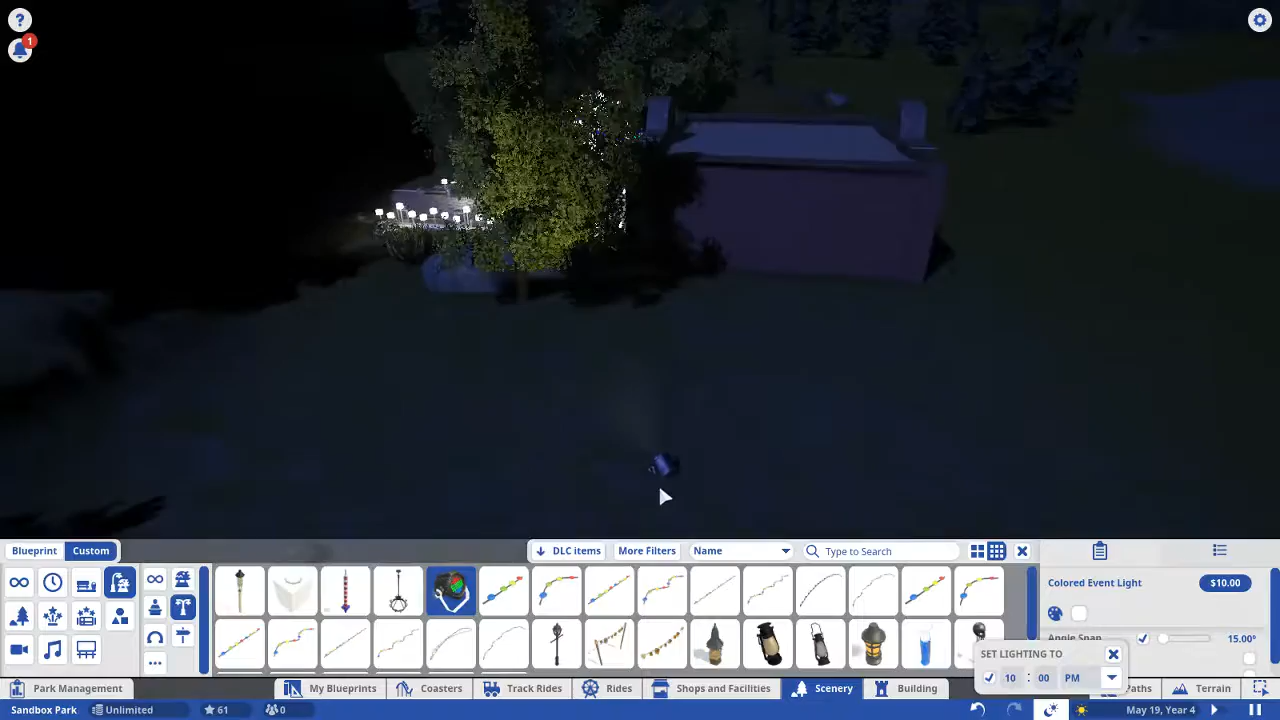 ?
1
Blueprint Custom DLC items More Filters Name Type to Search
Colored Event Light $10.00
Angle Snap 15.00°
SET LIGHTING TO
10 : 00 PM
Park Management My Blueprints Coasters Track Rides Rides Shops and Facilities Scenery Building Paths Terrain
Sandbox Park Unlimited 61 0 May 19, Year 4